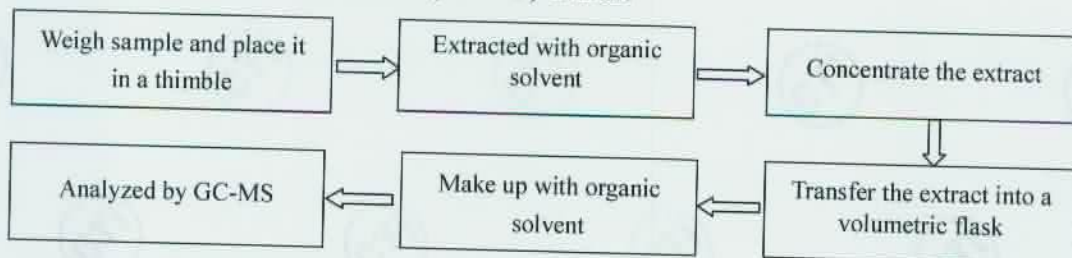 Weigh sample and place it
in a thimble
Extracted with organic
solvent
Concentrate the extract
Transfer the extract into a
volumetric flask
Make up with organic
solvent
Analyzed by GC-MS